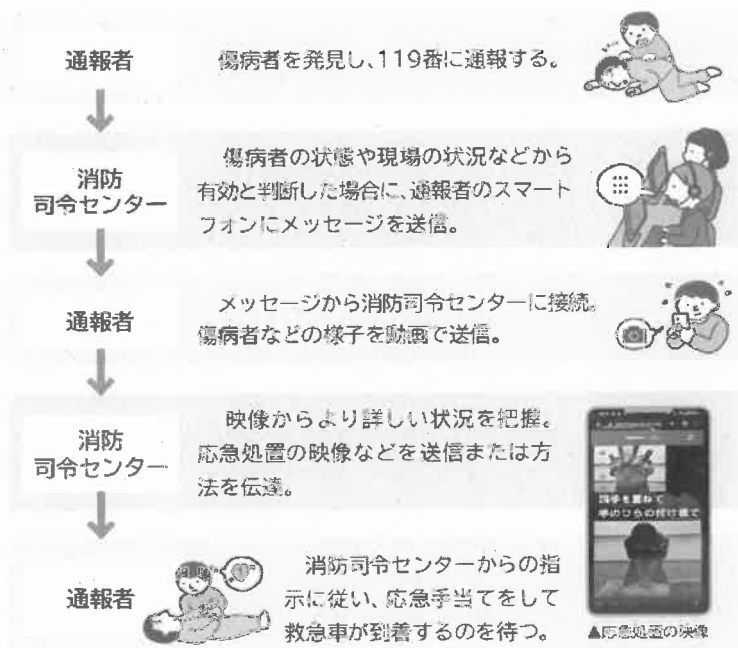 通報者
傷病者を発見し、119番に通報する。
消防
司令センター
傷病者の状態や現場の状況などから
有効と判断した場合に、通報者のスマート
フォンにメッセージを送信。
通報者
メッセージから消防司令センターに接続。
傷病者などの様子を動画で送信。
消防
司令センター
映像からより詳しい状況を把握。
応急処置の映像などを送信または方
法を伝達。
両手を重ねて
手のひらの付け根で
通報者
消防司令センターからの指
示に従い、応急手当てをして
救急車が到着するのを待つ。
▲応急処置の映像